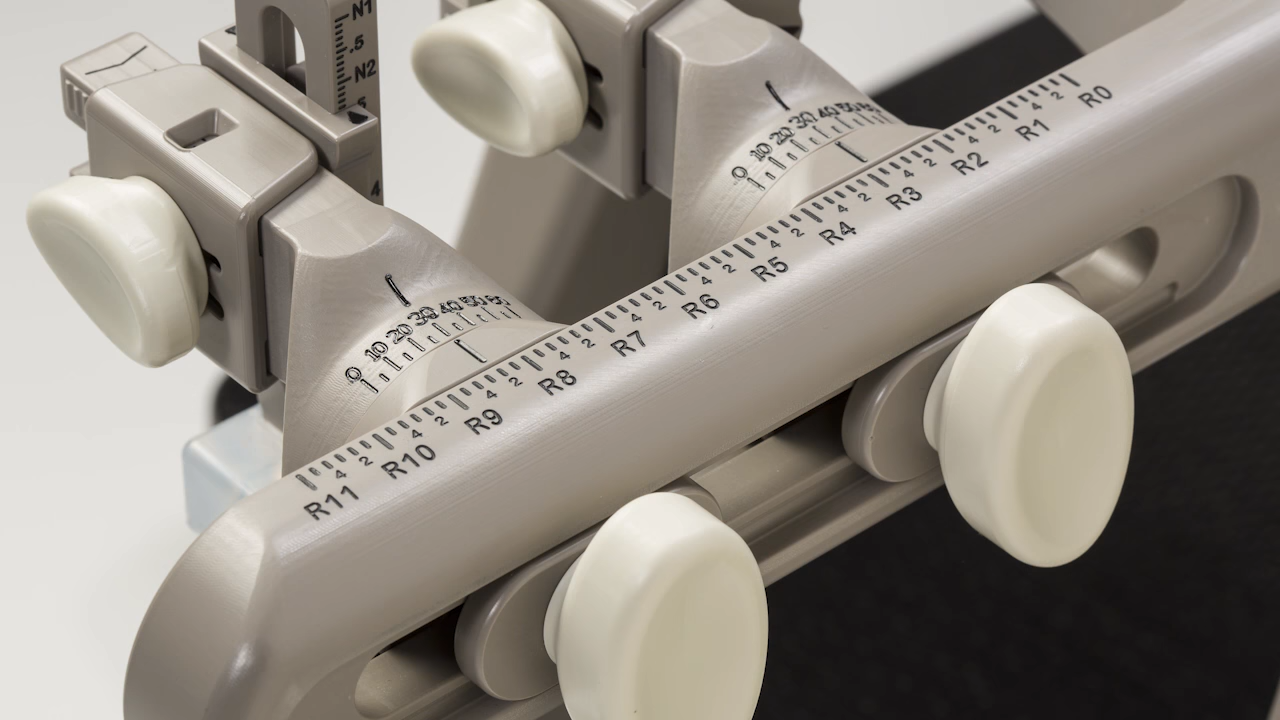 N1
.5
N2
4
0 10 20 30 40 50 60
0 10 20 30 40 50 60
R11 R10 R9 R8 R7 R6 R5 R4 R3 R2 R1 R0
4 2 4 2 4 2 4 2 4 2 4 2 4 2 4 2 4 2 4 2 4 2